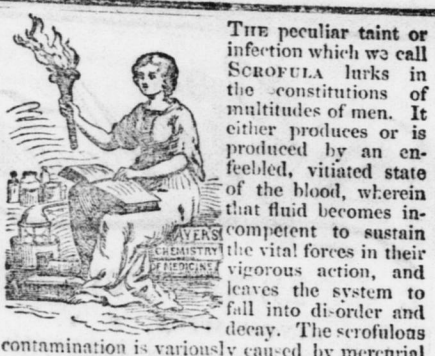 THE peculiar taint or
infection which we call
SCROFULA lurks in
the constitutions of
multitudes of men. It
either produces or is
produced by an en-
feebled, vitiated state
of the blood, wherein
that fluid becomes in-
competent to sustain
the vital forces in their
vigorous action, and
leaves the system to
fall into disorder and
decay. The scrofulous
contamination is variously caused by mercurial
AYER'S
CHEMISTRY
MEDICINE